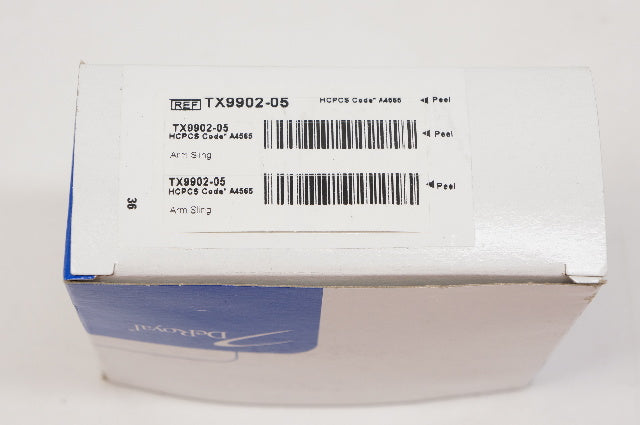 REF TX9902-05 HCPCS Code* A4565 Peel
TX9902-05
HCPCS Code* A4565 Peel
Arm Sling
TX9902-05
HCPCS Code* A4565 Peel
Arm Sling
36
DeRoyal®